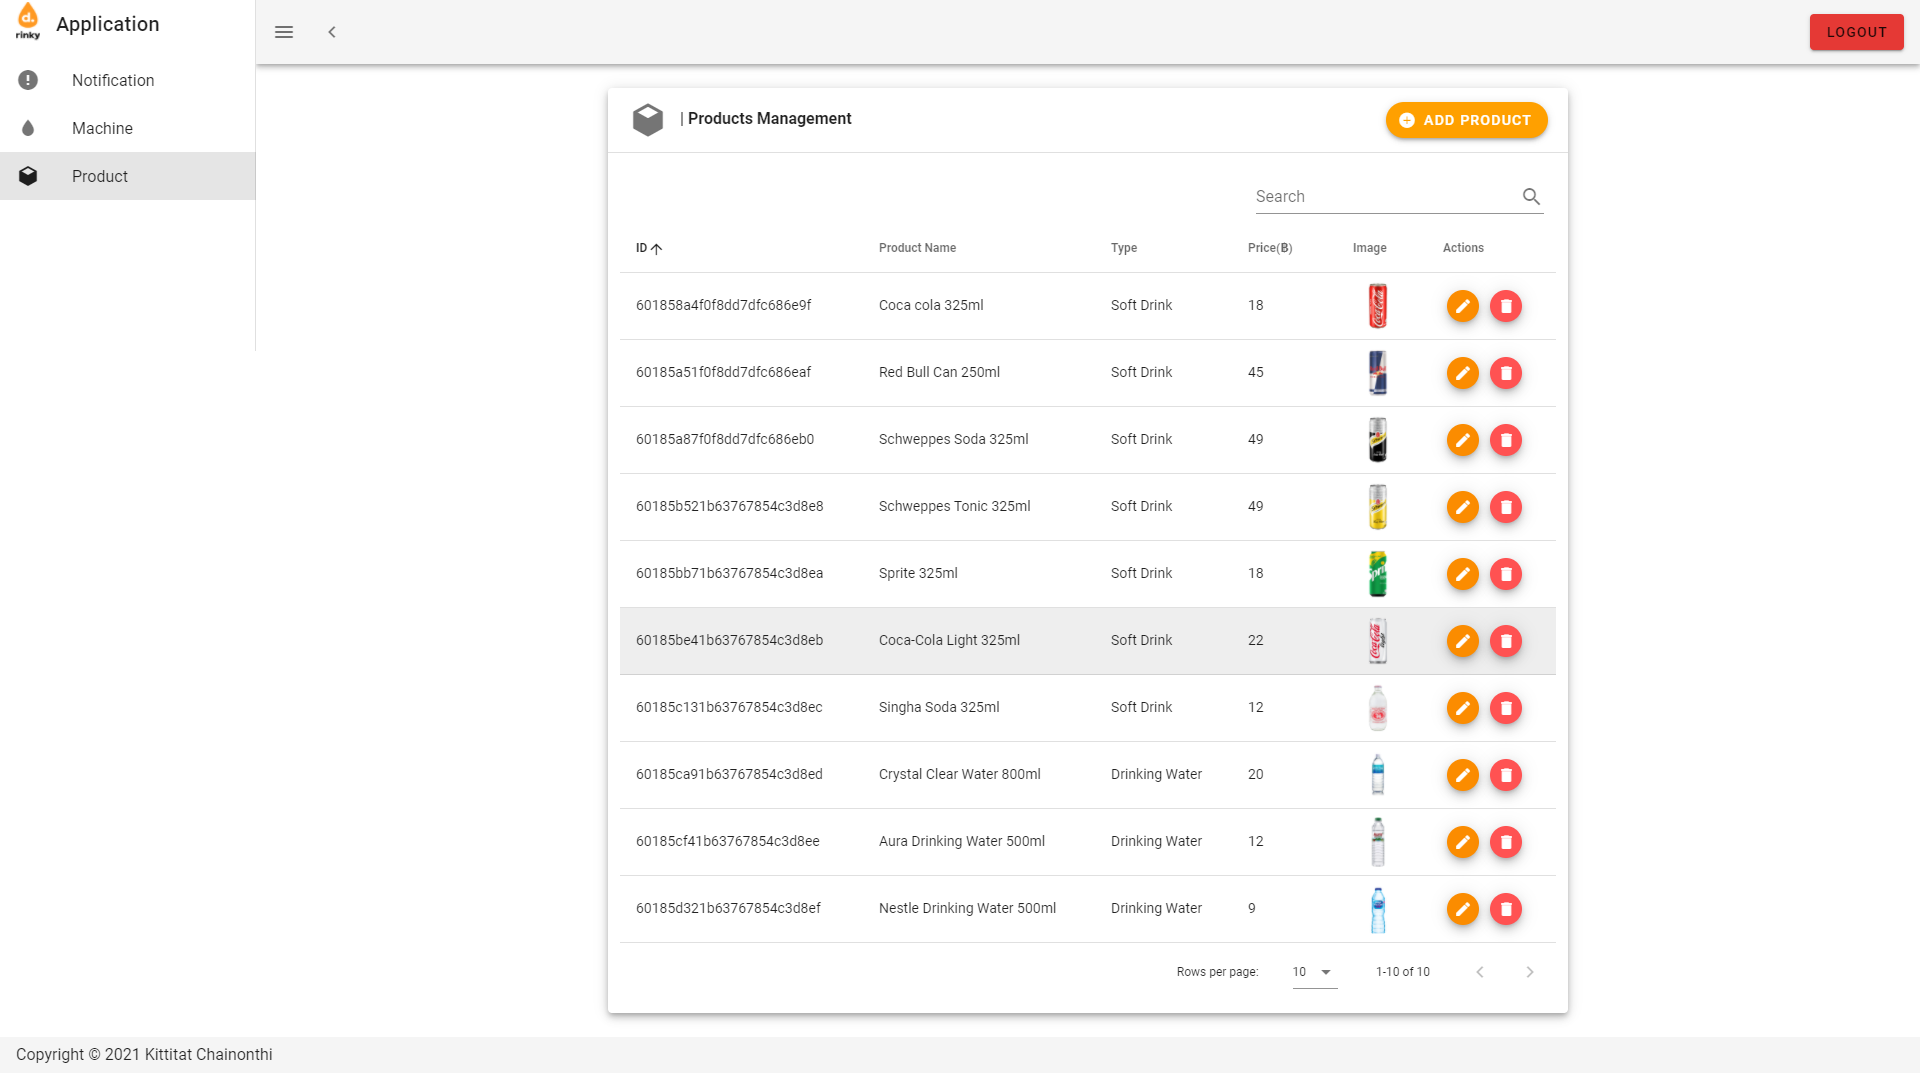 d.
rinky
Application
LOGOUT
Notification
Machine
Product
| Products Management
ADD PRODUCT
Search
ID Product Name Type Price(฿) Image Actions
601858a4f0f8dd7dfc686e9f Coca cola 325ml Soft Drink 18
60185a51f0f8dd7dfc686eaf Red Bull Can 250ml Soft Drink 45
60185a87f0f8dd7dfc686eb0 Schweppes Soda 325ml Soft Drink 49
60185b521b63767854c3d8e8 Schweppes Tonic 325ml Soft Drink 49
60185bb71b63767854c3d8ea Sprite 325ml Soft Drink 18
60185be41b63767854c3d8eb Coca-Cola Light 325ml Soft Drink 22
60185c131b63767854c3d8ec Singha Soda 325ml Soft Drink 12
60185ca91b63767854c3d8ed Crystal Clear Water 800ml Drinking Water 20
60185cf41b63767854c3d8ee Aura Drinking Water 500ml Drinking Water 12
60185d321b63767854c3d8ef Nestle Drinking Water 500ml Drinking Water 9
Rows per page: 10 1-10 of 10
Copyright © 2021 Kittitat Chainonthi